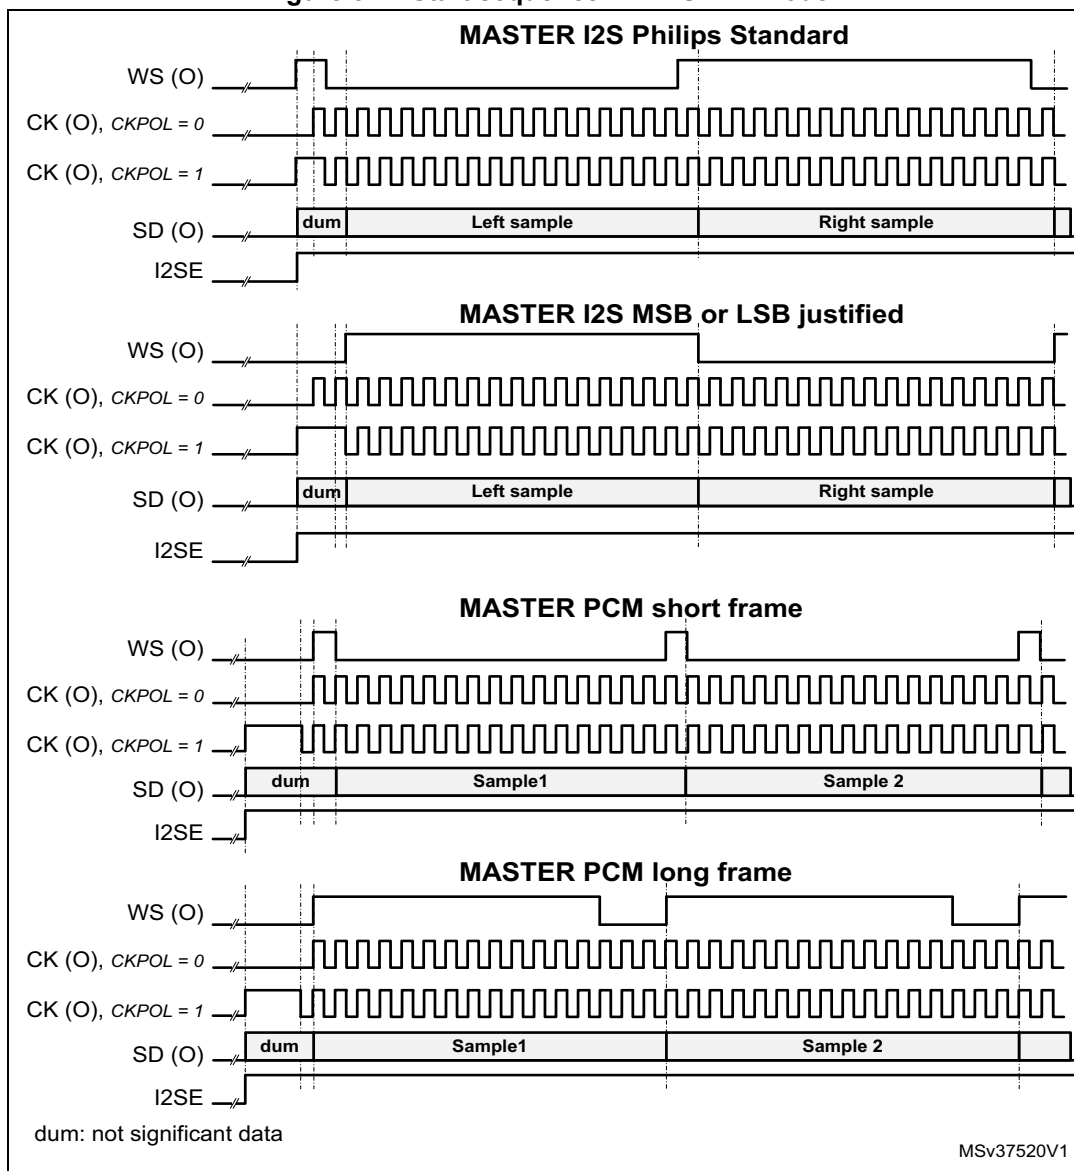 MASTER I2S Philips Standard
WS (O)
CK (O), CKPOL = 0
CK (O), CKPOL = 1
SD (O) dum Left sample Right sample
I2SE
MASTER I2S MSB or LSB justified
WS (O)
CK (O), CKPOL = 0
CK (O), CKPOL = 1
SD (O) dum Left sample Right sample
I2SE
MASTER PCM short frame
WS (O)
CK (O), CKPOL = 0
CK (O), CKPOL = 1
SD (O) dum Sample1 Sample 2
I2SE
MASTER PCM long frame
WS (O)
CK (O), CKPOL = 0
CK (O), CKPOL = 1
SD (O) dum Sample1 Sample 2
I2SE
dum: not significant data
MSv37520V1